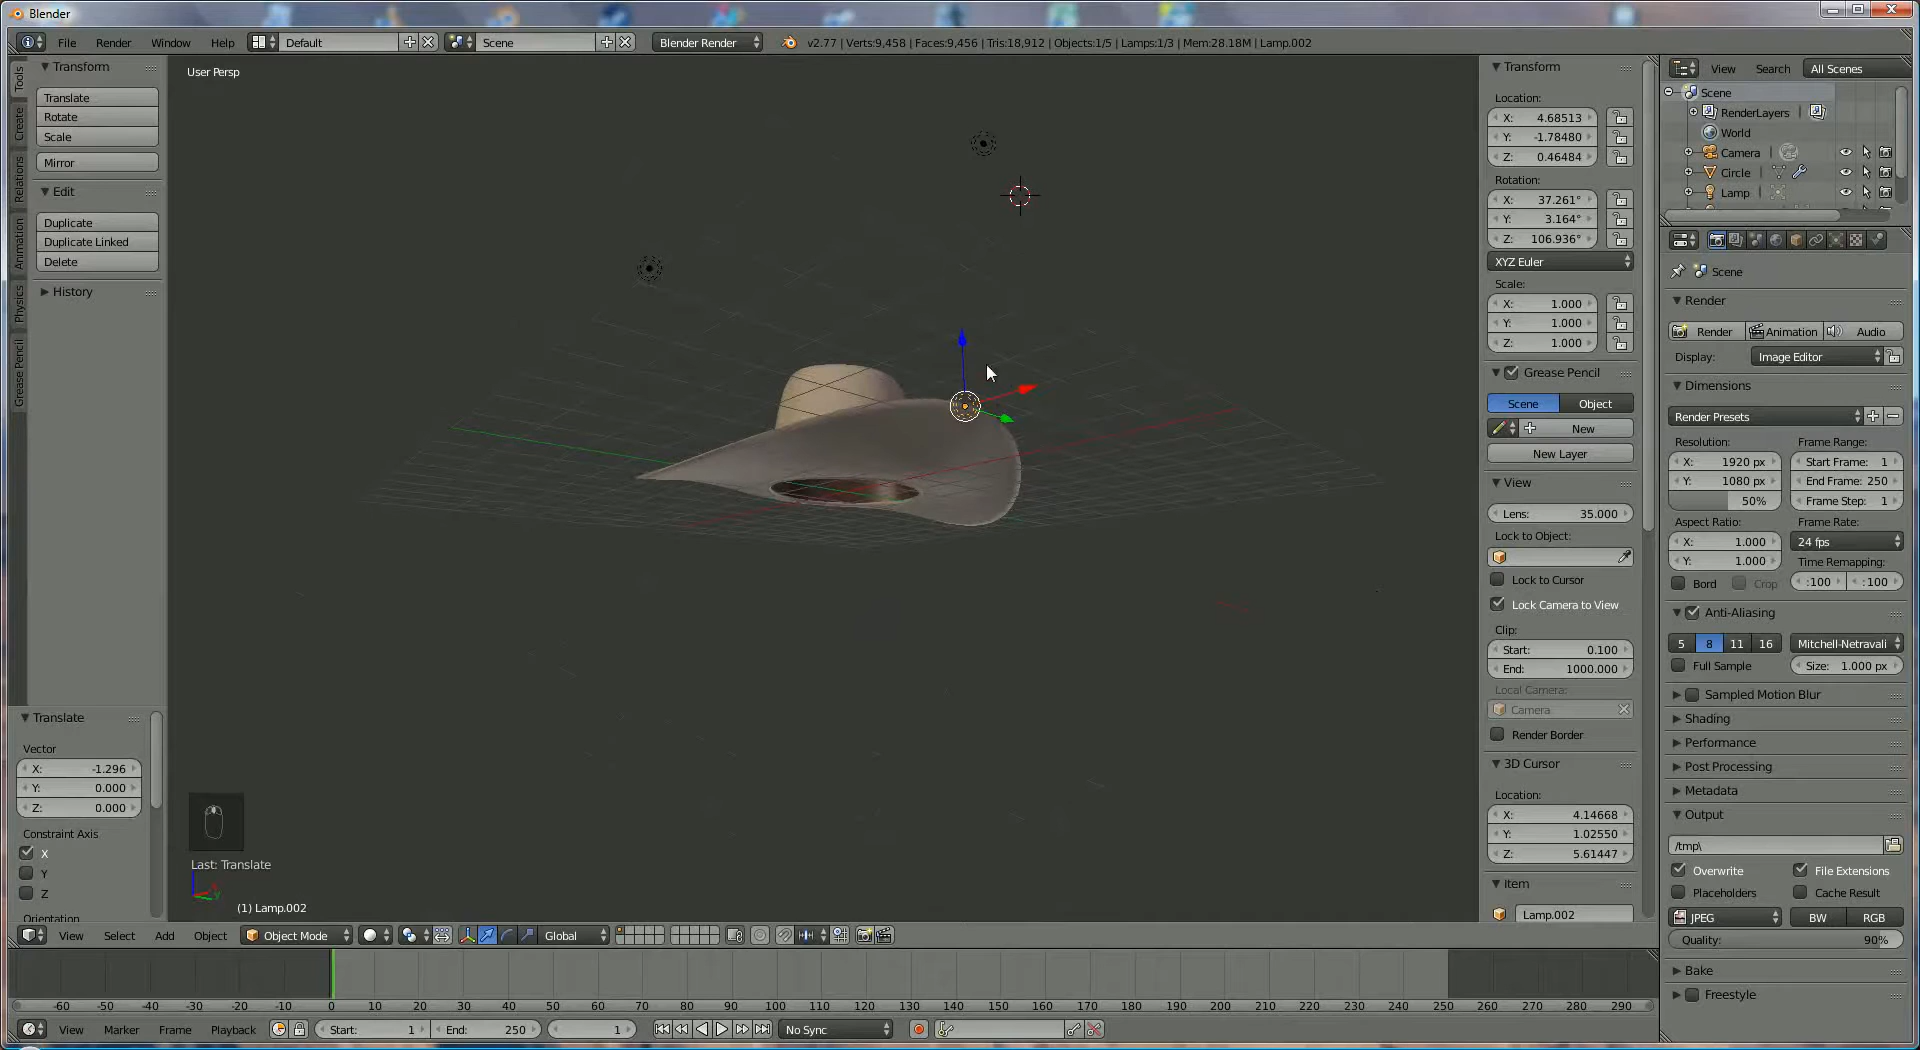 Blender
File Render Window Help Default Scene Blender Render v2.77 | Verts:9,458 | Faces:9,456 | Tris:18,912 | Objects:1/5 | Lamps:1/3 | Mem:28.18M | Lamp.002
Tools
Create
Relations
Animation
Physics
Grease Pencil
Transform
Translate
Rotate
Scale
Mirror
Edit
Duplicate
Duplicate Linked
Delete
History
Translate
Vector
X: -1.296
Y: 0.000
Z: 0.000
Constraint Axis
X
Y
Z
Orientation
User Persp
Last: Translate
(1) Lamp.002
Transform
Location:
X: 4.68513
Y: -1.78480
Z: 0.46484
Rotation:
X: 37.261°
Y: 3.164°
Z: 106.936°
XYZ Euler
Scale:
X: 1.000
Y: 1.000
Z: 1.000
Grease Pencil
Scene Object
New
New Layer
View
Lens: 35.000
Lock to Object:
Lock to Cursor
Lock Camera to View
Clip:
Start: 0.100
End: 1000.000
Local Camera:
Camera
Render Border
3D Cursor
Location:
X: 4.14668
Y: 1.02550
Z: 5.61447
Item
Lamp.002
View Search All Scenes
Scene
RenderLayers
World
Camera
Circle
Lamp
Scene
Render
Render Animation Audio
Display: Image Editor
Dimensions
Render Presets
Resolution: Frame Range:
X: 1920 px Start Frame: 1
Y: 1080 px End Frame: 250
50% Frame Step: 1
Aspect Ratio: Frame Rate:
X: 1.000 24 fps
Y: 1.000 Time Remapping:
Bord Crop :100 :100
Anti-Aliasing
5 8 11 16 Mitchell-Netravali
Full Sample Size: 1.000 px
Sampled Motion Blur
Shading
Performance
Post Processing
Metadata
Output
/tmp\
Overwrite File Extensions
Placeholders Cache Result
JPEG BW RGB
Quality: 90%
Bake
Freestyle
View Select Add Object Object Mode Global
-60 -50 -40 -30 -20 -10 0 10 20 30 40 50 60 70 80 90 100 110 120 130 140 150 160 170 180 190 200 210 220 230 240 250 260 270 280 290
View Marker Frame Playback Start: 1 End: 250 1 No Sync